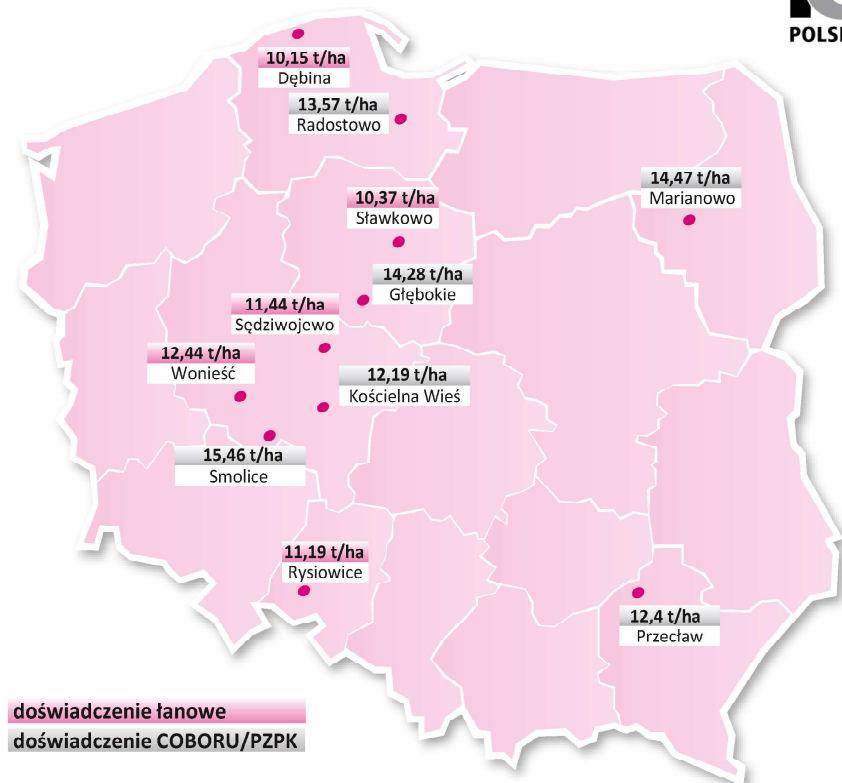 POLSK
10,15 t/ha
Dębina
13,57 t/ha
Radostowo
14,47 t/ha
Marianowo
10,37 t/ha
Sławkowo
14,28 t/ha
Głębokie
11,44 t/ha
Sędziwojewo
12,44 t/ha
Wonieść
12,19 t/ha
Kościelna Wieś
15,46 t/ha
Smolice
11,19 t/ha
Rysiowice
12,4 t/ha
Przecław
doświadczenie łanowe
doświadczenie COBORU/PZPK